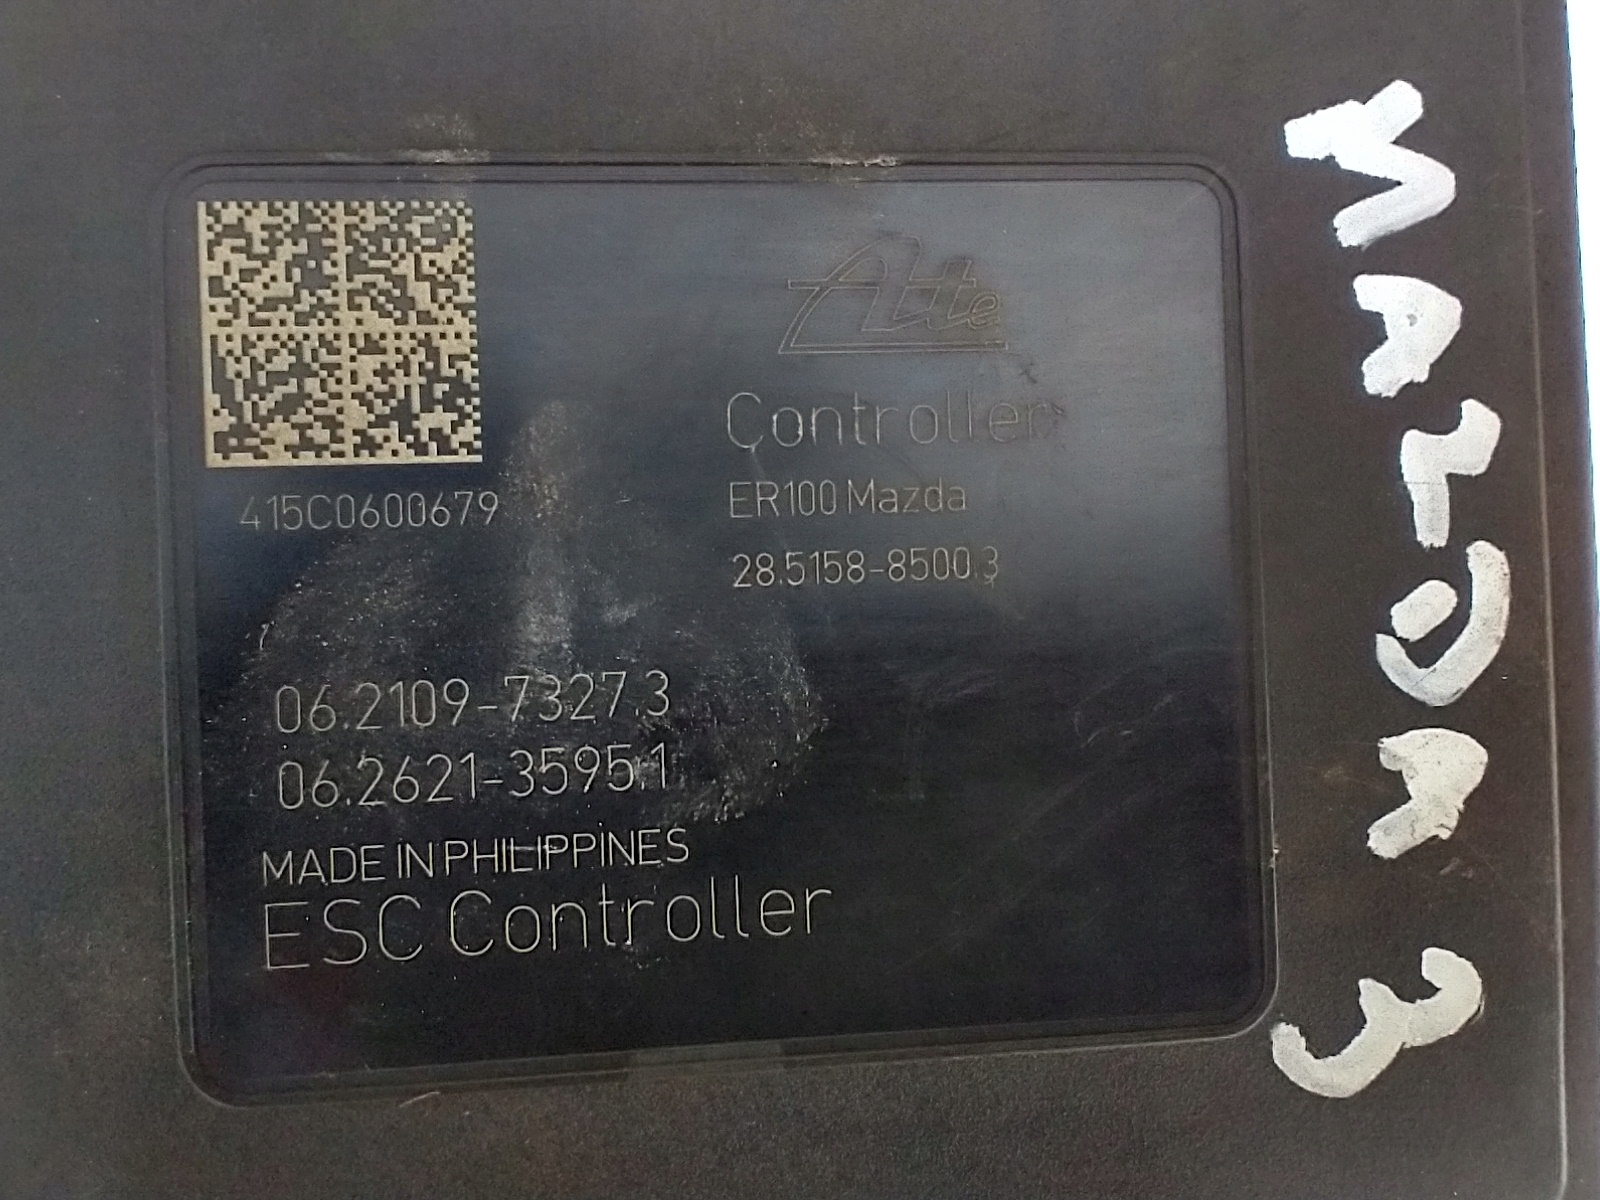 Ate
Controller
ER100 Mazda
28.5158-8500.3
415C0600679
06.2109-7327.3
06.2621-3595.1
MADE IN PHILIPPINES
ESC Controller
MAZDA 3